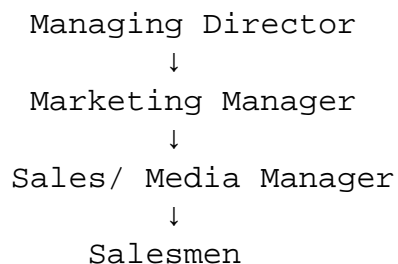 Managing Director
↓
Marketing Manager
↓
Sales/ Media Manager
↓
Salesmen